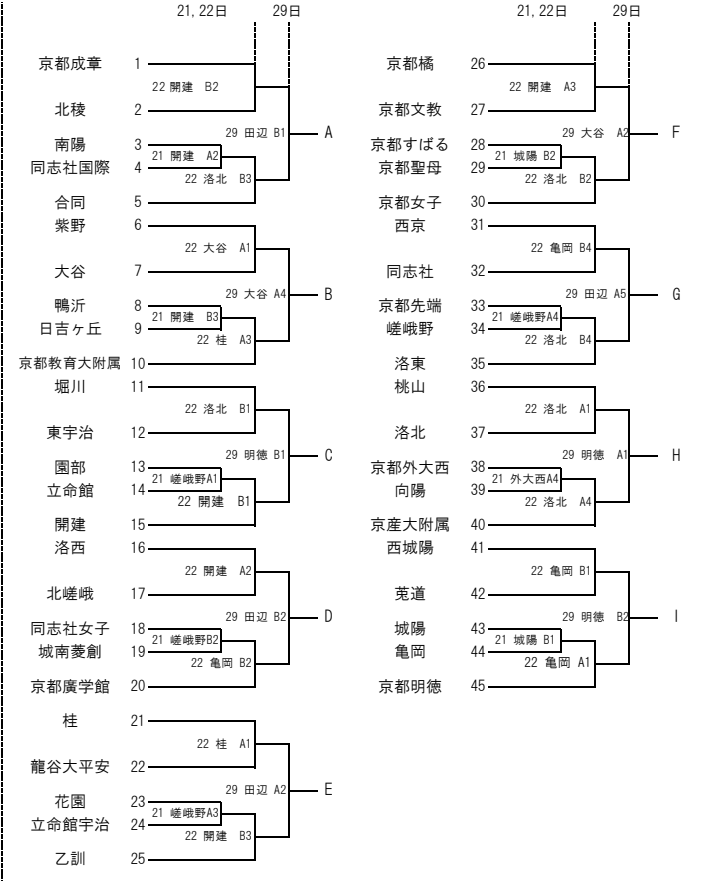 21, 22日 29日
京都成章 1
22 開建 B2
北稜 2
29 田辺 B1 A
南陽 3
21 開建 A2
同志社国際 4
22 洛北 B3
合同 5
紫野 6
22 大谷 A1
大谷 7
29 大谷 A4 B
鴨沂 8
21 開建 B3
日吉ヶ丘 9
22 桂 A3
京都教育大附属 10
堀川 11
22 洛北 B1
東宇治 12
29 明徳 B1 C
園部 13
21 嵯峨野A1
立命館 14
22 開建 B1
開建 15
洛西 16
22 開建 A2
北嵯峨 17
29 田辺 B2 D
同志社女子 18
21 嵯峨野B2
城南菱創 19
22 亀岡 B2
京都廣学館 20
桂 21
22 桂 A1
龍谷大平安 22
29 田辺 A2 E
花園 23
21 嵯峨野A3
立命館宇治 24
22 開建 B3
乙訓 25
21, 22日 29日
京都橘 26
22 開建 A3
京都文教 27
29 大谷 A2 F
京都すばる 28
21 城陽 B2
京都聖母 29
22 洛北 B2
京都女子 30
西京 31
22 亀岡 B4
同志社 32
29 田辺 A5 G
京都先端 33
21 嵯峨野A4
嵯峨野 34
22 洛北 B4
洛東 35
桃山 36
22 洛北 A1
洛北 37
29 明徳 A1 H
京都外大西 38
21 外大西A4
向陽 39
22 洛北 A4
京産大附属 40
西城陽 41
22 亀岡 B1
莵道 42
29 明徳 B2 I
城陽 43
21 城陽 B1
亀岡 44
22 亀岡 A1
京都明徳 45